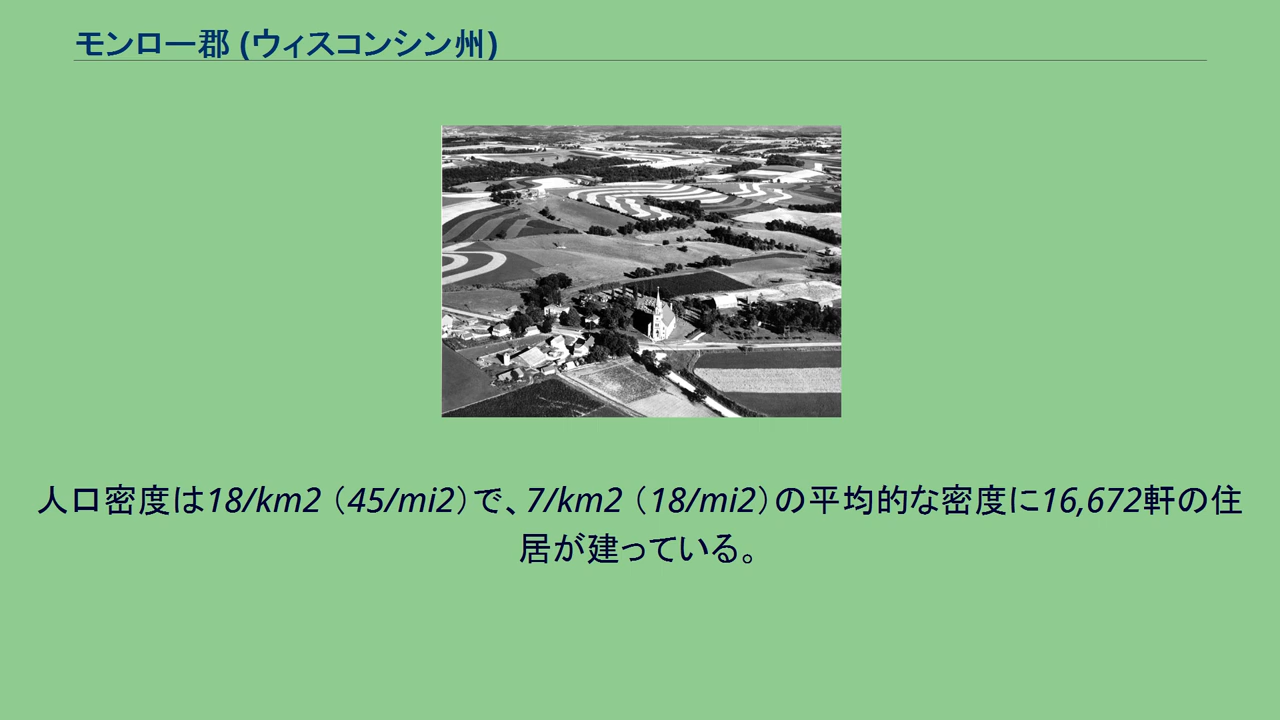 モンロー郡 (ウィスコンシン州)
人口密度は18/km2（45/mi2）で、7/km2（18/mi2）の平均的な密度に16,672軒の住
居が建っている。